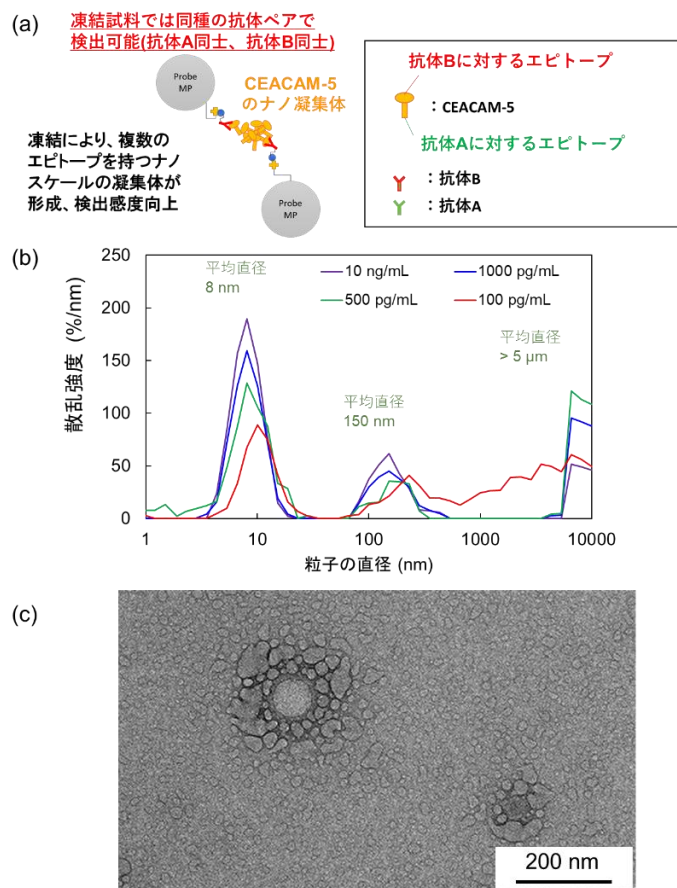 (a)
凍結試料では同種の抗体ペアで
検出可能(抗体A同士、抗体B同士)
Probe
MP
CEACAM-5
のナノ凝集体
凍結により、複数の
エピトープを持つナノ
スケールの凝集体が
形成、検出感度向上
Probe
MP
抗体Bに対するエピトープ
：CEACAM-5
抗体Aに対するエピトープ
：抗体B
：抗体A
(b)
散乱強度 (%/nm)
250
200
150
100
50
0
平均直径
8 nm
10 ng/mL
1000 pg/mL
500 pg/mL
100 pg/mL
平均直径
150 nm
平均直径
> 5 μm
1
10
100
1000
10000
粒子の直径 (nm)
(c)
200 nm